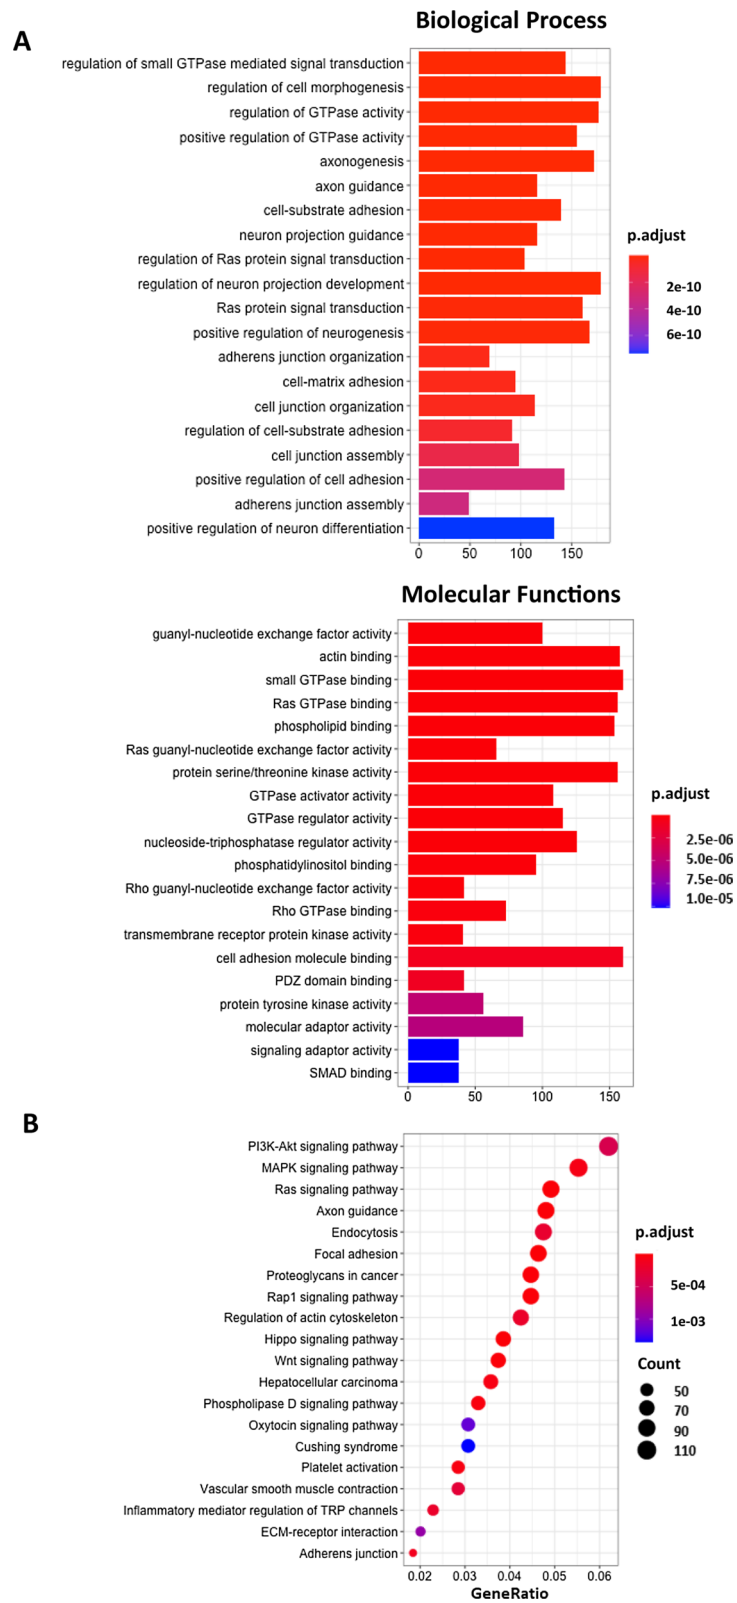 A
Biological Process
regulation of small GTPase mediated signal transduction
regulation of cell morphogenesis
regulation of GTPase activity
positive regulation of GTPase activity
axonogenesis
axon guidance
cell-substrate adhesion
neuron projection guidance
regulation of Ras protein signal transduction
regulation of neuron projection development
Ras protein signal transduction
positive regulation of neurogenesis
adherens junction organization
cell-matrix adhesion
cell junction organization
regulation of cell-substrate adhesion
cell junction assembly
positive regulation of cell adhesion
adherens junction assembly
positive regulation of neuron differentiation
0 50 100 150
p.adjust
2e-10
4e-10
6e-10
Molecular Functions
guanyl-nucleotide exchange factor activity
actin binding
small GTPase binding
Ras GTPase binding
phospholipid binding
Ras guanyl-nucleotide exchange factor activity
protein serine/threonine kinase activity
GTPase activator activity
GTPase regulator activity
nucleoside-triphosphatase regulator activity
phosphatidylinositol binding
Rho guanyl-nucleotide exchange factor activity
Rho GTPase binding
transmembrane receptor protein kinase activity
cell adhesion molecule binding
PDZ domain binding
protein tyrosine kinase activity
molecular adaptor activity
signaling adaptor activity
SMAD binding
0 50 100 150
p.adjust
2.5e-06
5.0e-06
7.5e-06
1.0e-05
B
PI3K-Akt signaling pathway
MAPK signaling pathway
Ras signaling pathway
Axon guidance
Endocytosis
Focal adhesion
Proteoglycans in cancer
Rap1 signaling pathway
Regulation of actin cytoskeleton
Hippo signaling pathway
Wnt signaling pathway
Hepatocellular carcinoma
Phospholipase D signaling pathway
Oxytocin signaling pathway
Cushing syndrome
Platelet activation
Vascular smooth muscle contraction
Inflammatory mediator regulation of TRP channels
ECM-receptor interaction
Adherens junction
0.02 0.03 0.04 0.05 0.06
GeneRatio
p.adjust
5e-04
1e-03
Count
50
70
90
110